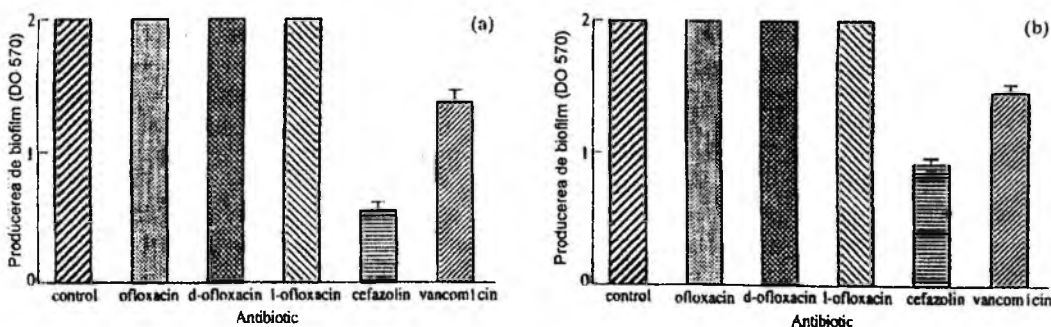 (a)
Producerea de biofilm (DO 570)
2
1
0
control ofloxacin d-ofloxacin l-ofloxacin cefazolin vancomicin
Antibiotic
(b)
Producerea de biofilm (DO 570)
2
1
0
control ofloxacin d-ofloxacin l-ofloxacin cefazolin vancomicin
Antibiotic